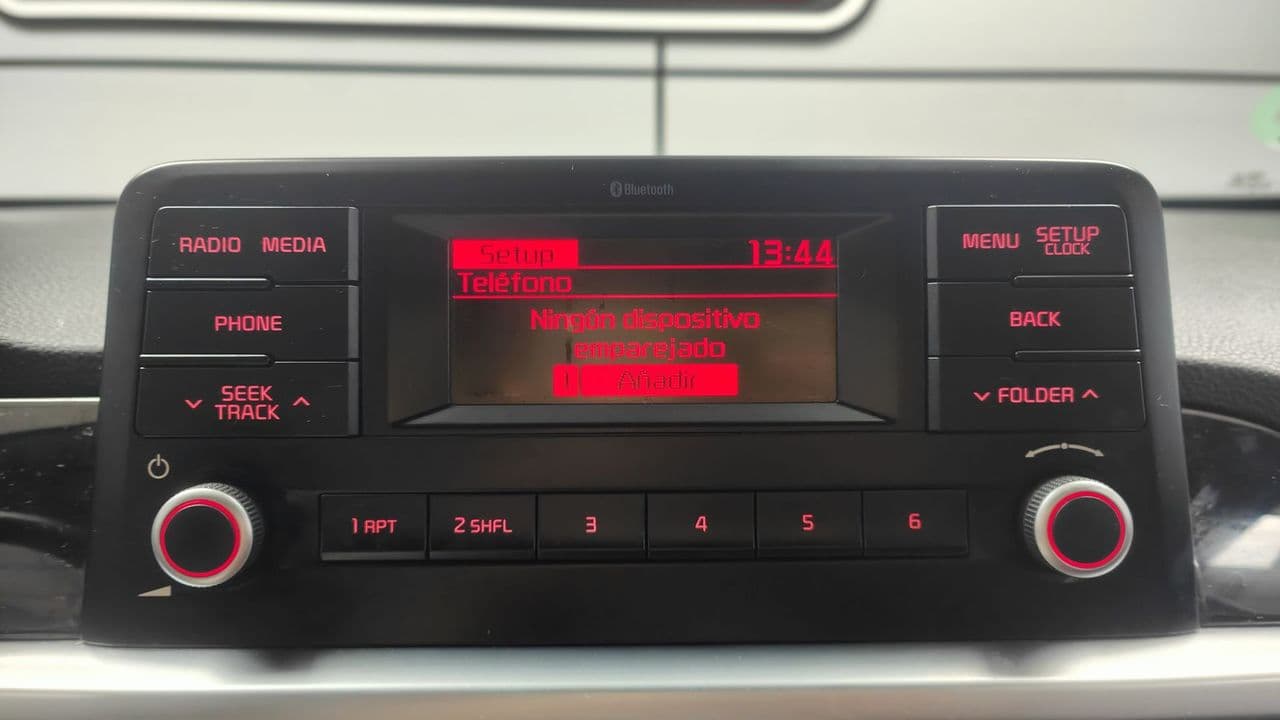 Bluetooth
RADIO MEDIA
PHONE
SEEK
TRACK
Setup 13:44
Teléfono
Ningún dispositivo
emparejado
1 Añadir
MENU SETUP
CLOCK
BACK
FOLDER
1 RPT 2 SHFL 3 4 5 6